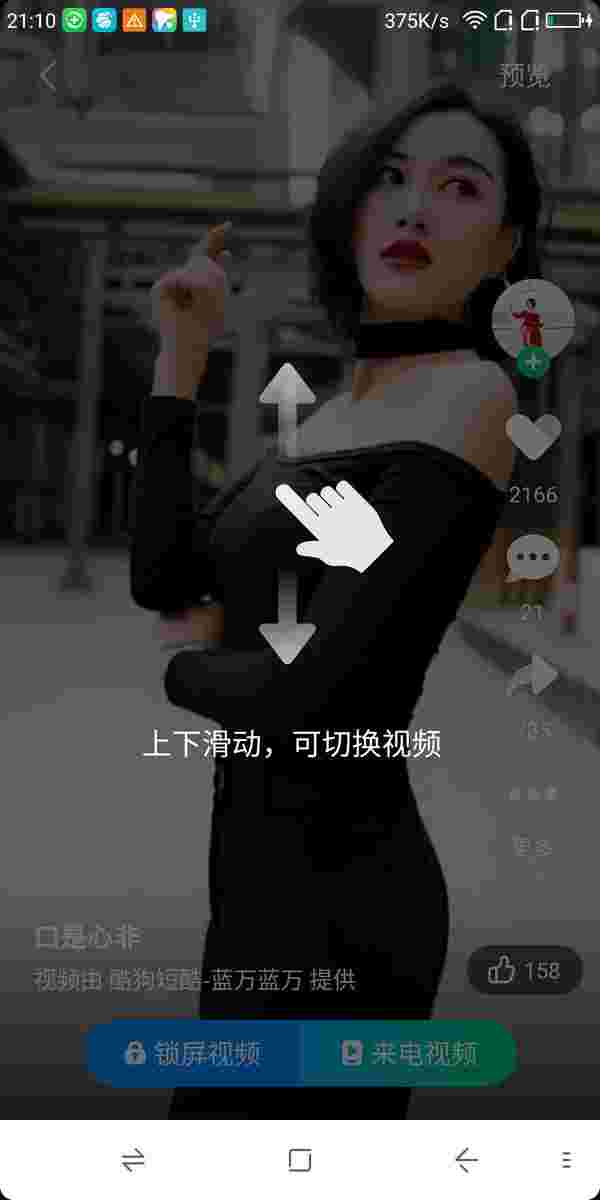 21:10
375K/s
预览
2166
21
35
上下滑动，可切换视频
更多
口是心非
视频由 酷狗短酷-蓝万蓝万 提供
158
锁屏视频
来电视频